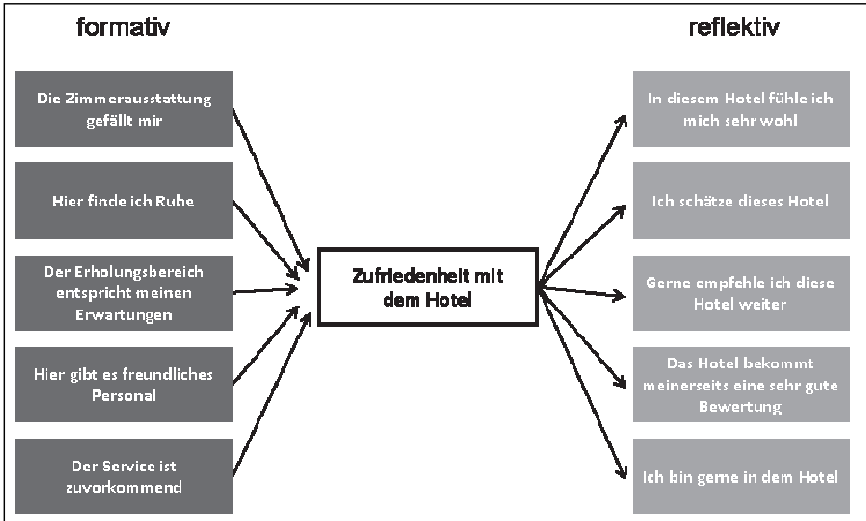 formativ
reflektiv
Die Zimmerausstattung
gefällt mir
Hier finde ich Ruhe
Der Erholungsbereich
entspricht meinen
Erwartungen
Hier gibt es freundliches
Personal
Der Service ist
zuvorkommend
Zufriedenheit mit
dem Hotel
In diesem Hotel fühle ich
mich sehr wohl
Ich schätze dieses Hotel
Gerne empfehle ich diese
Hotel weiter
Das Hotel bekommt
meinerseits eine sehr gute
Bewertung
Ich bin gerne in dem Hotel